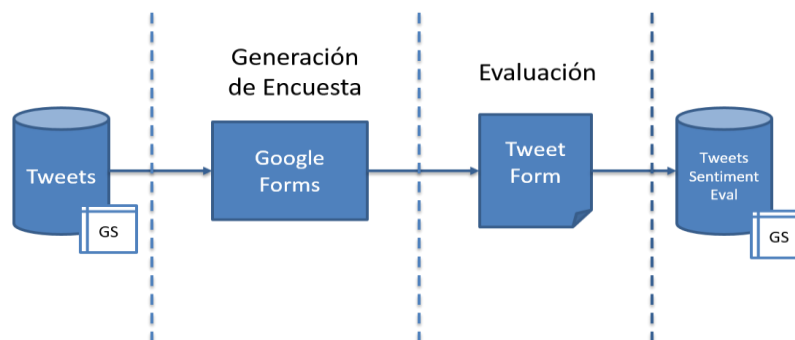 Generación
de Encuesta
Evaluación
Tweets
GS
Google
Forms
Tweet
Form
Tweets
Sentiment
Eval
GS